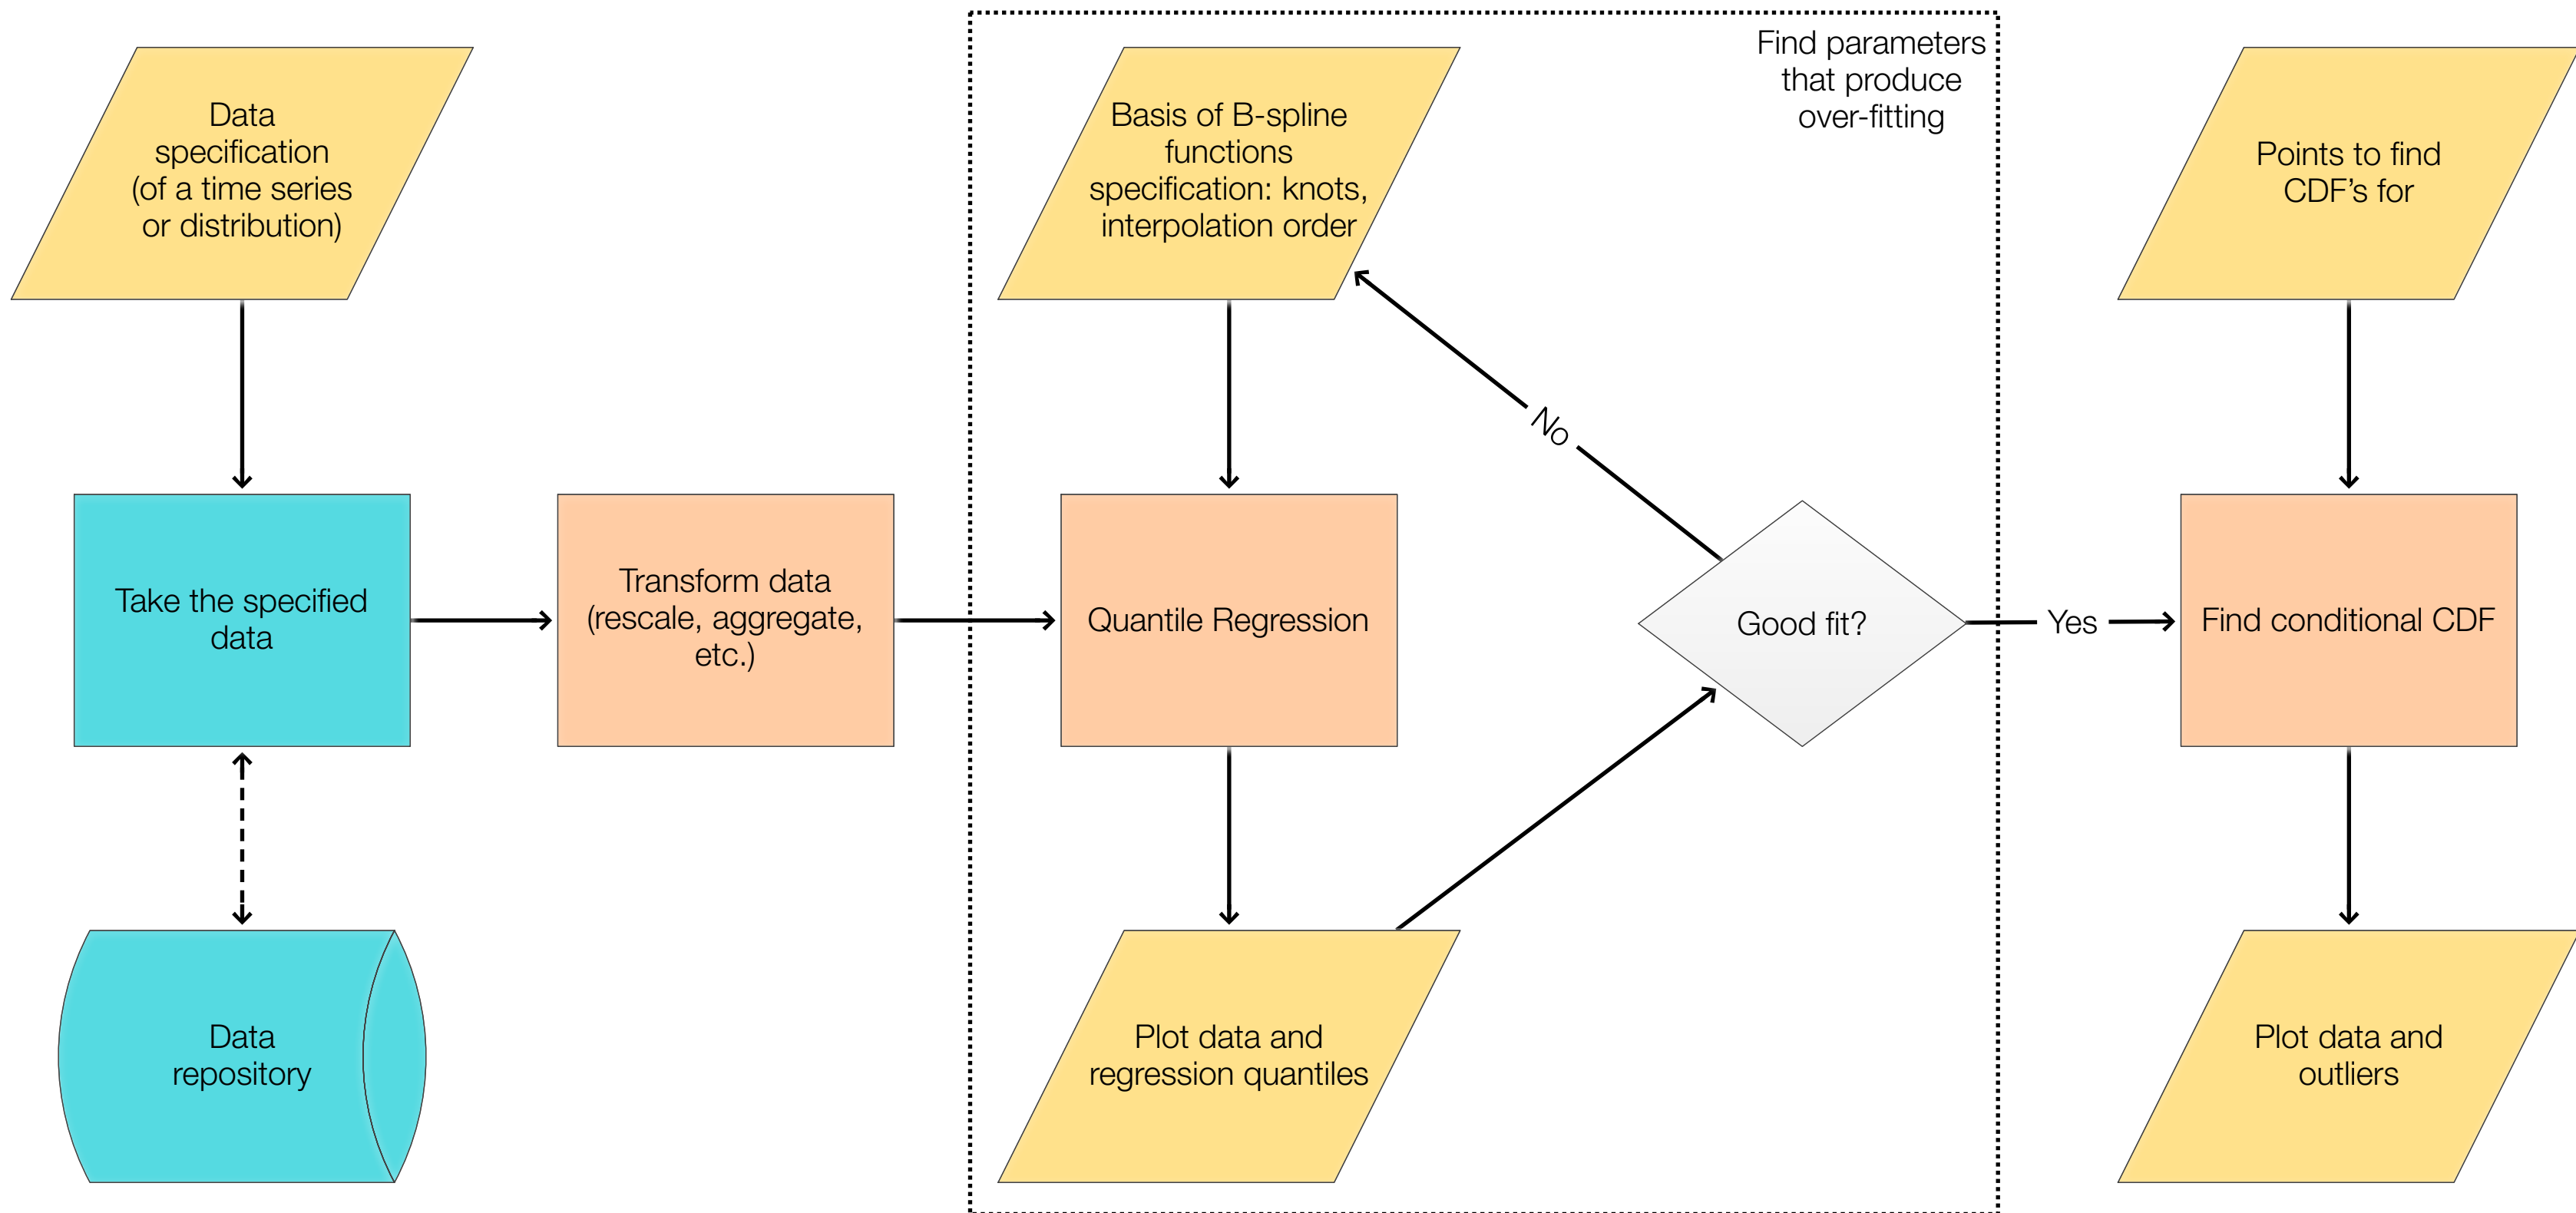 Data
specification
(of a time series
or distribution)
Take the specified
data
Data
repository
Transform data
(rescale, aggregate,
etc.)
Find parameters
that produce
over-fitting
Basis of B-spline
functions
specification: knots,
interpolation order
Quantile Regression
Plot data and
regression quantiles
No
Good fit?
Yes
Points to find
CDF's for
Find conditional CDF
Plot data and
outliers